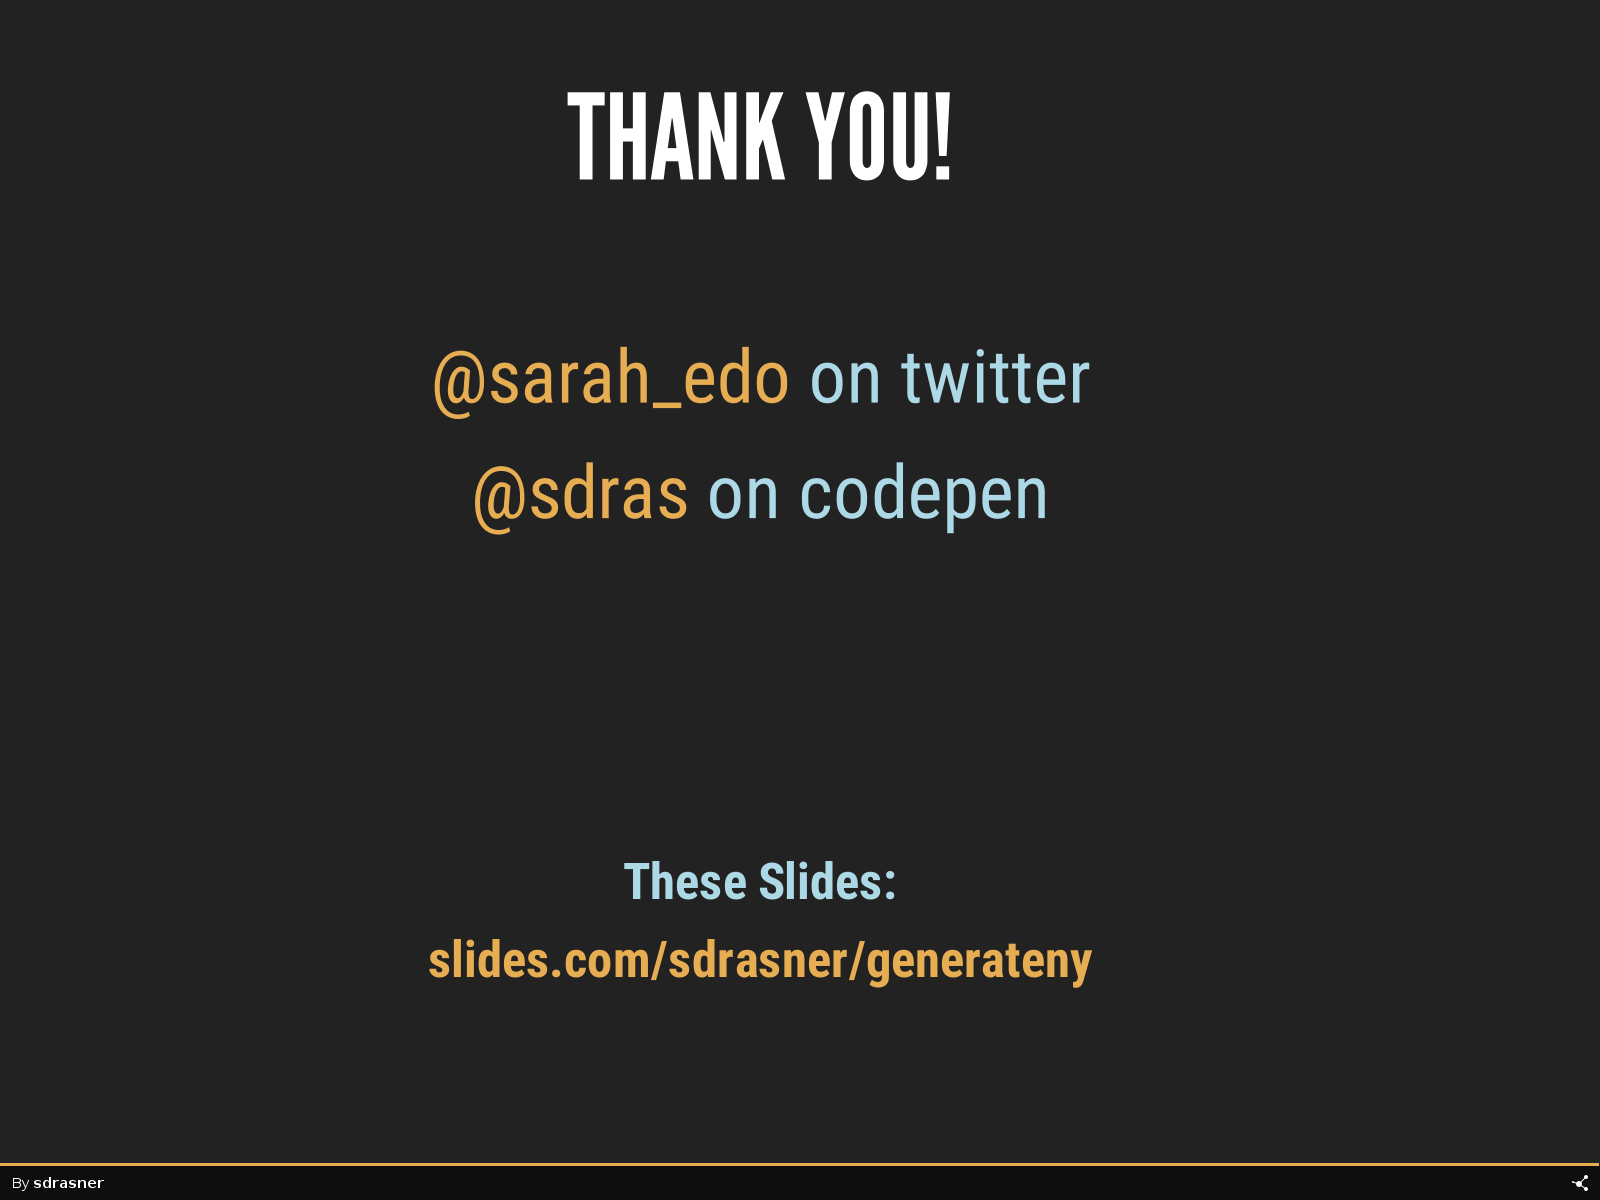 THANK YOU!
@sarah_edo on twitter
@sdras on codepen
These Slides:
slides.com/sdrasner/generateny
By sdrasner